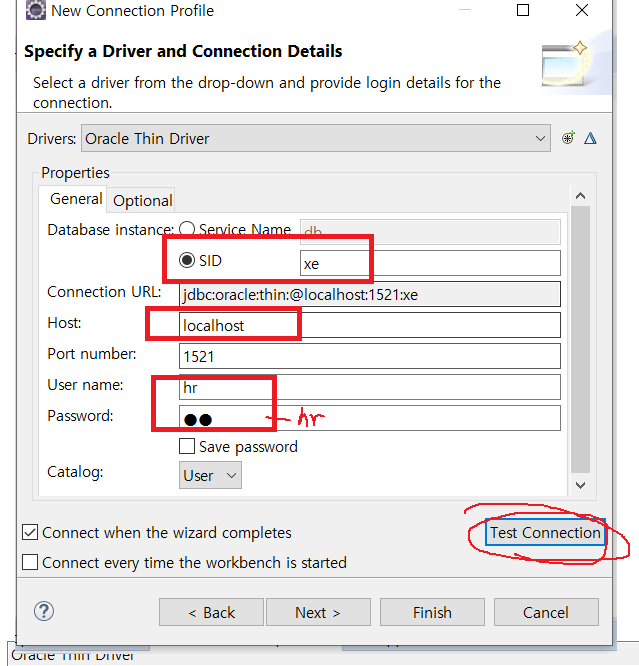 New Connection Profile
Specify a Driver and Connection Details
Select a driver from the drop-down and provide login details for the
connection.
Drivers: Oracle Thin Driver
Properties
General Optional
Database instance: Service Name db
SID xe
Connection URL: jdbc:oracle:thin:@localhost:1521:xe
Host: localhost
Port number: 1521
User name: hr
Password: ●● hr
Save password
Catalog: User
Connect when the wizard completes Test Connection
Connect every time the workbench is started
? < Back Next > Finish Cancel
Oracle Thin Driver